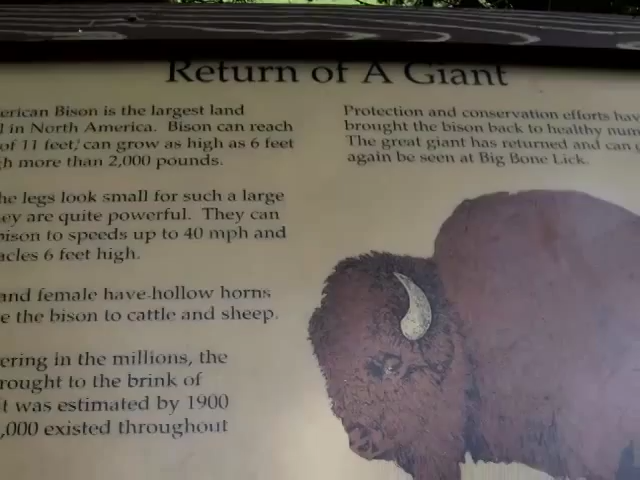 Return of A Giant
erican Bison is the largest land
l in North America. Bison can reach
of 11 feet, can grow as high as 6 feet
gh more than 2,000 pounds.
he legs look small for such a large
ey are quite powerful. They can
bison to speeds up to 40 mph and
acles 6 feet high.
and female have hollow horns
e the bison to cattle and sheep.
ering in the millions, the
rought to the brink of
t was estimated by 1900
,000 existed throughout
Protection and conservation efforts hav
brought the bison back to healthy num
The great giant has returned and can
again be seen at Big Bone Lick.